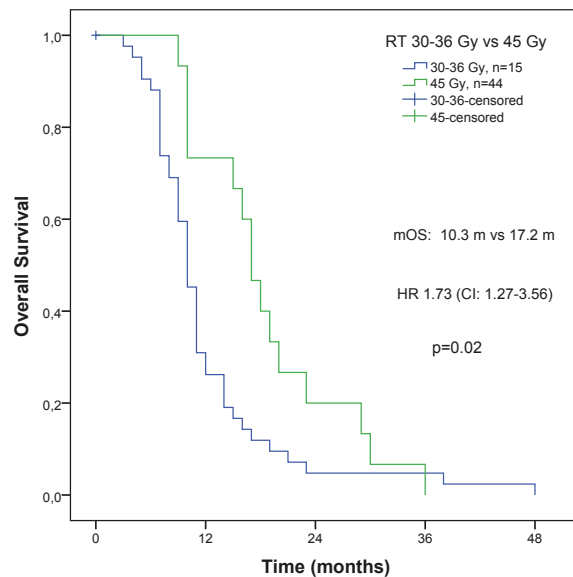 RT 30-36 Gy vs 45 Gy
30-36 Gy, n=15
45 Gy, n=44
30-36-censored
45-censored
mOS: 10.3 m vs 17.2 m
HR 1.73 (CI: 1.27-3.56)
p=0.02
Overall Survival
1,0
0,8
0,6
0,4
0,2
0,0
0
12
24
36
48
Time (months)